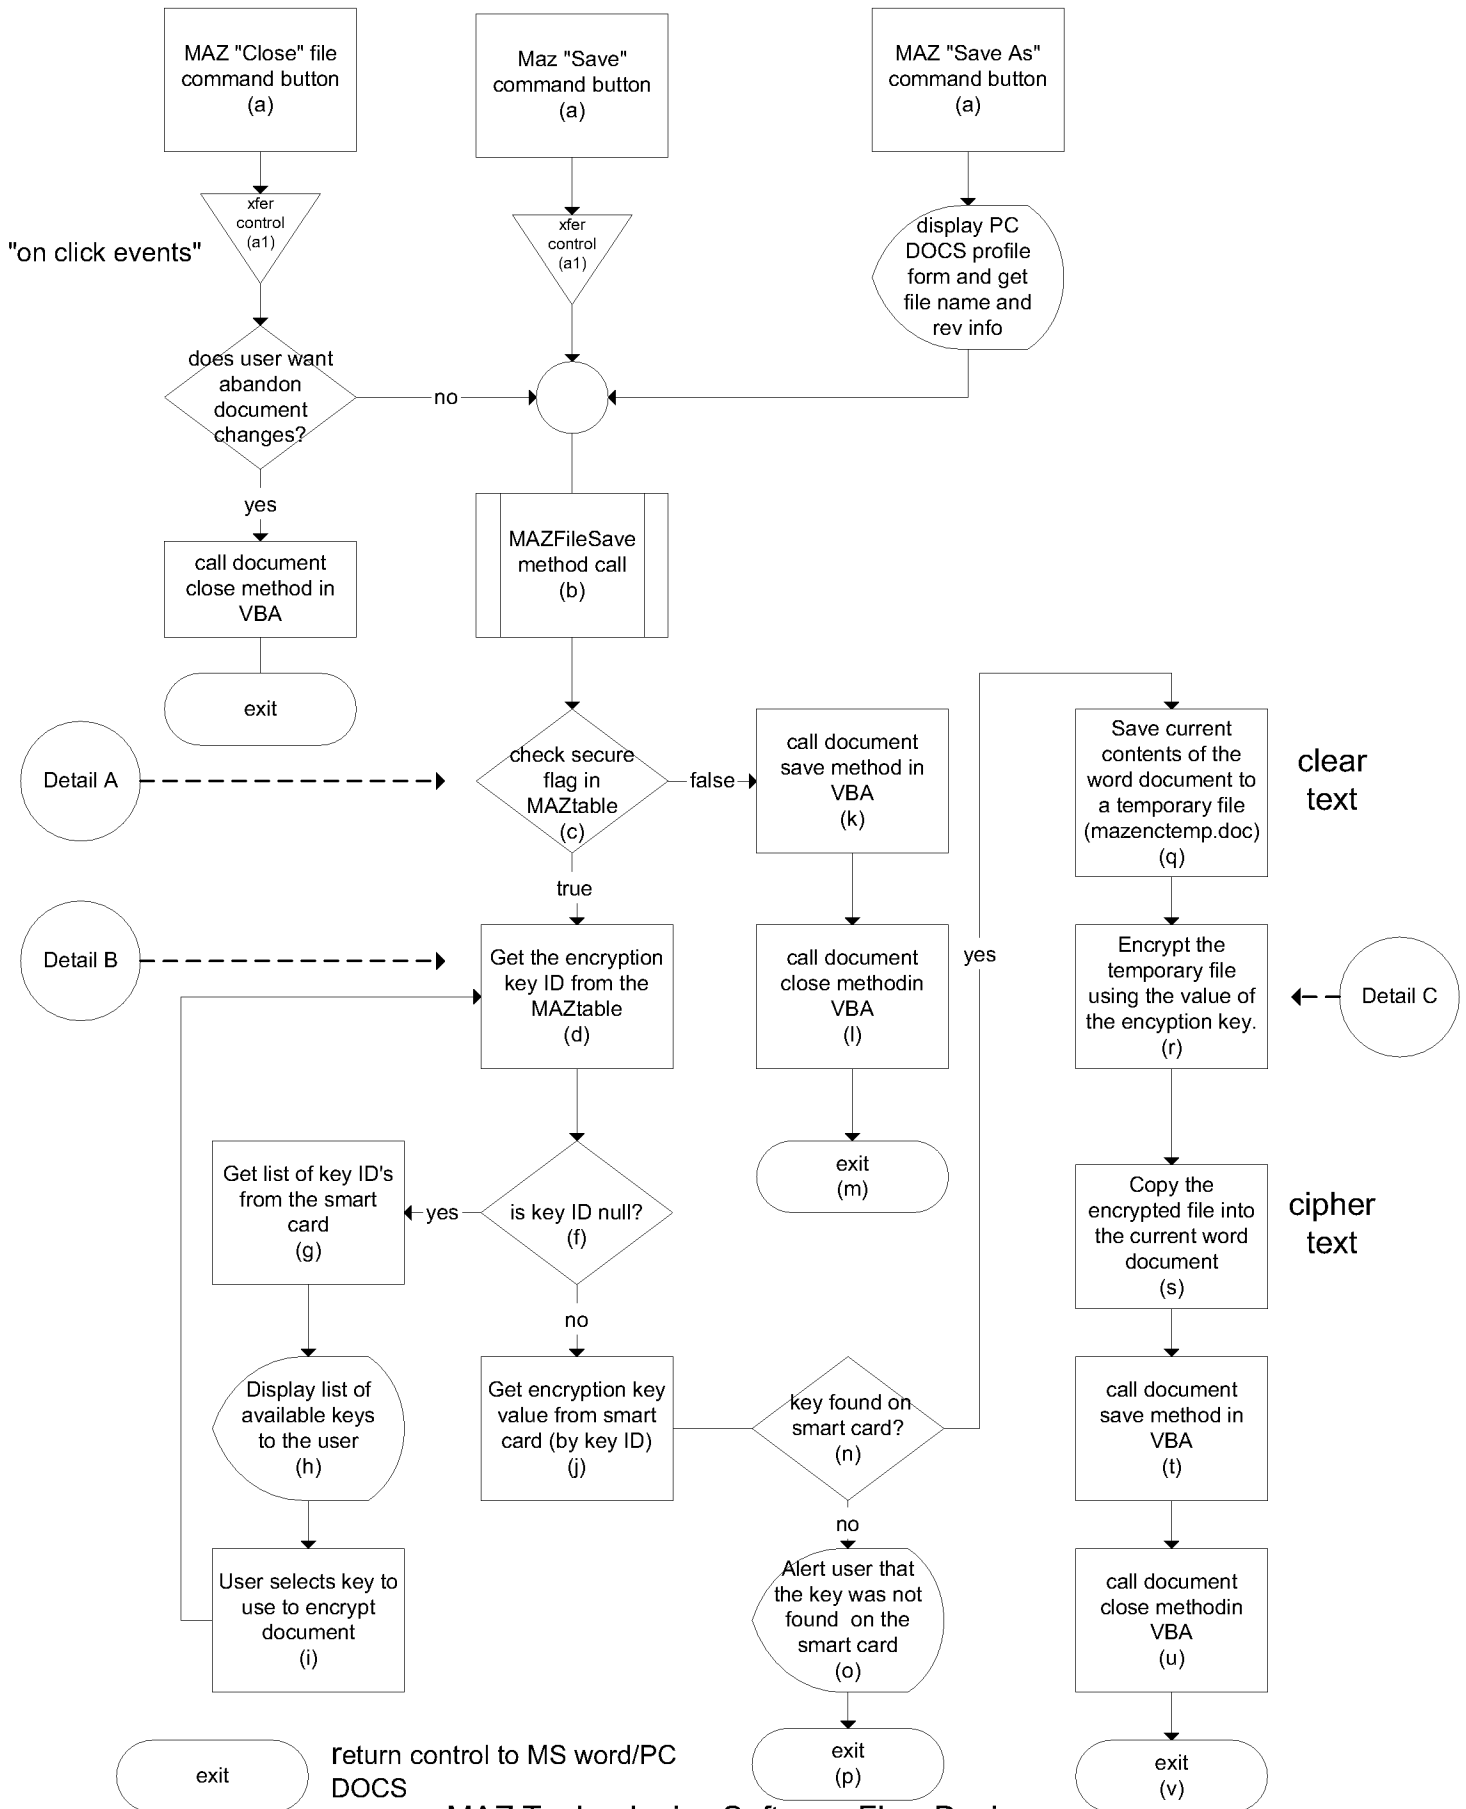 MAZ "Close" file
command button
(a)
Maz "Save"
command button
(a)
MAZ "Save As"
command button
(a)
xfer
control
(a1)
"on click events"
xfer
control
(a1)
display PC
DOCS profile
form and get
file name and
rev info
does user want
abandon
document
changes?
no
yes
call document
close method in
VBA
exit
MAZFileSave
method call
(b)
Detail A
check secure
flag in
MAZtable
(c)
false
true
call document
save method in
VBA
(k)
Save current
contents of the
word document to
a temporary file
(mazenctemp.doc)
(q)
clear
text
Detail B
Get the encryption
key ID from the
MAZtable
(d)
call document
close methodin
VBA
(l)
yes
Encrypt the
temporary file
using the value of
the encyption key.
(r)
Detail C
Get list of key ID's
from the smart
card
(g)
yes
is key ID null?
(f)
no
exit
(m)
Copy the
encrypted file into
the current word
document
(s)
cipher
text
Display list of
available keys
to the user
(h)
Get encryption key
value from smart
card (by key ID)
(j)
key found on
smart card?
(n)
no
call document
save method in
VBA
(t)
User selects key to
use to encrypt
document
(i)
Alert user that
the key was not
found on the
smart card
(o)
call document
close methodin
VBA
(u)
exit
return control to MS word/PC
DOCS
exit
(p)
exit
(v)